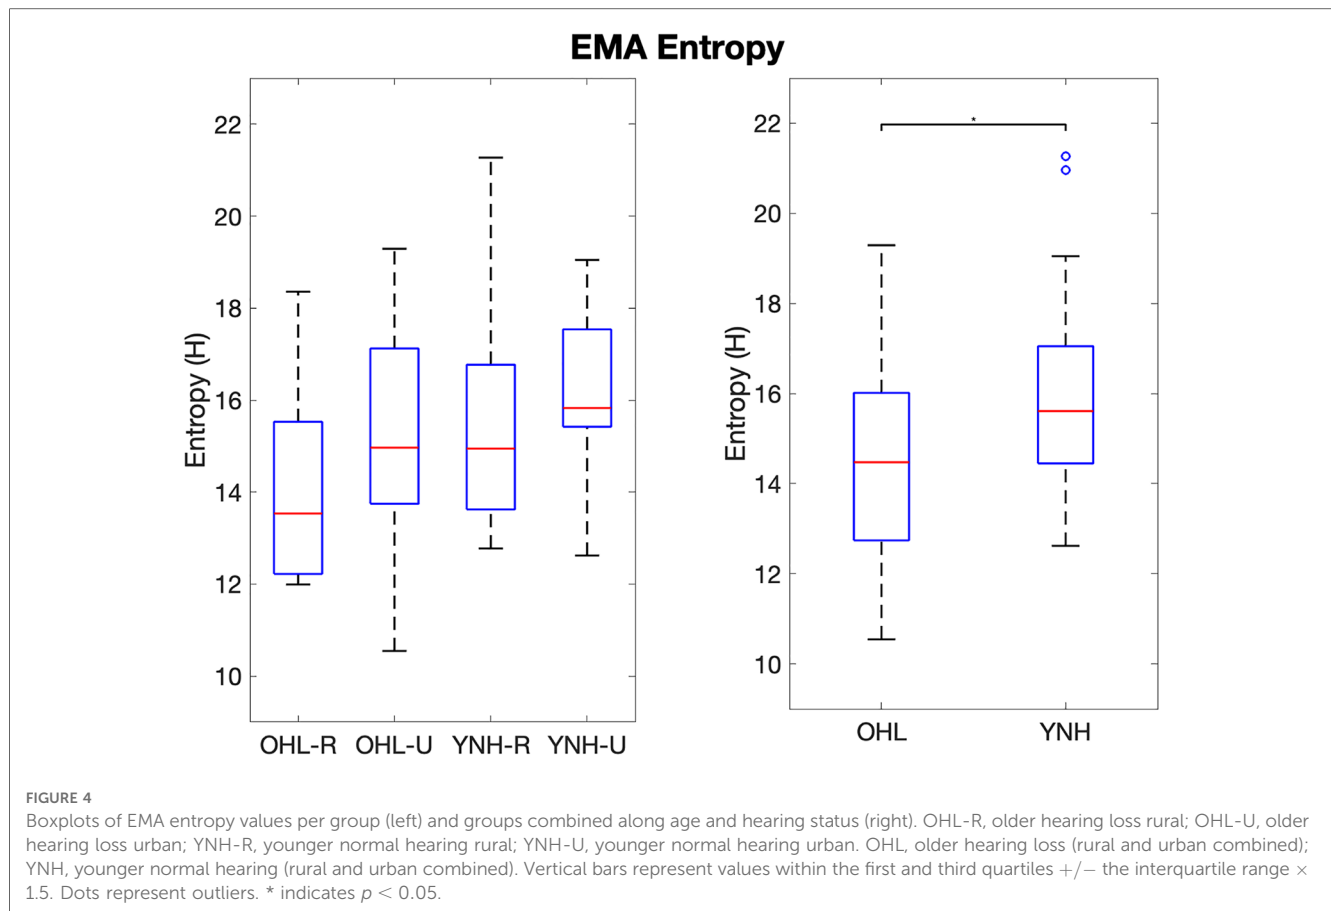 EMA Entropy
Entropy (H)
22
20
18
16
14
12
10
OHL-R OHL-U YNH-R YNH-U
Entropy (H)
22
20
18
16
14
12
10
*
OHL YNH
FIGURE 4
Boxplots of EMA entropy values per group (left) and groups combined along age and hearing status (right). OHL-R, older hearing loss rural; OHL-U, older
hearing loss urban; YNH-R, younger normal hearing rural; YNH-U, younger normal hearing urban. OHL, older hearing loss (rural and urban combined);
YNH, younger normal hearing (rural and urban combined). Vertical bars represent values within the first and third quartiles +/− the interquartile range ×
1.5. Dots represent outliers. * indicates p < 0.05.